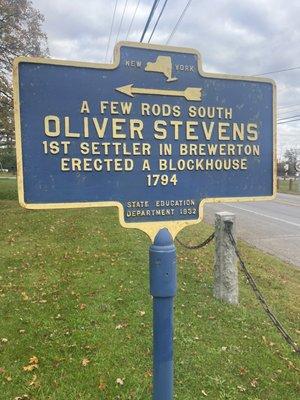 NEW YORK
A FEW RODS SOUTH
OLIVER STEVENS
1ST SETTLER IN BREWERTON
ERECTED A BLOCKHOUSE
1794
STATE EDUCATION
DEPARTMENT 1932